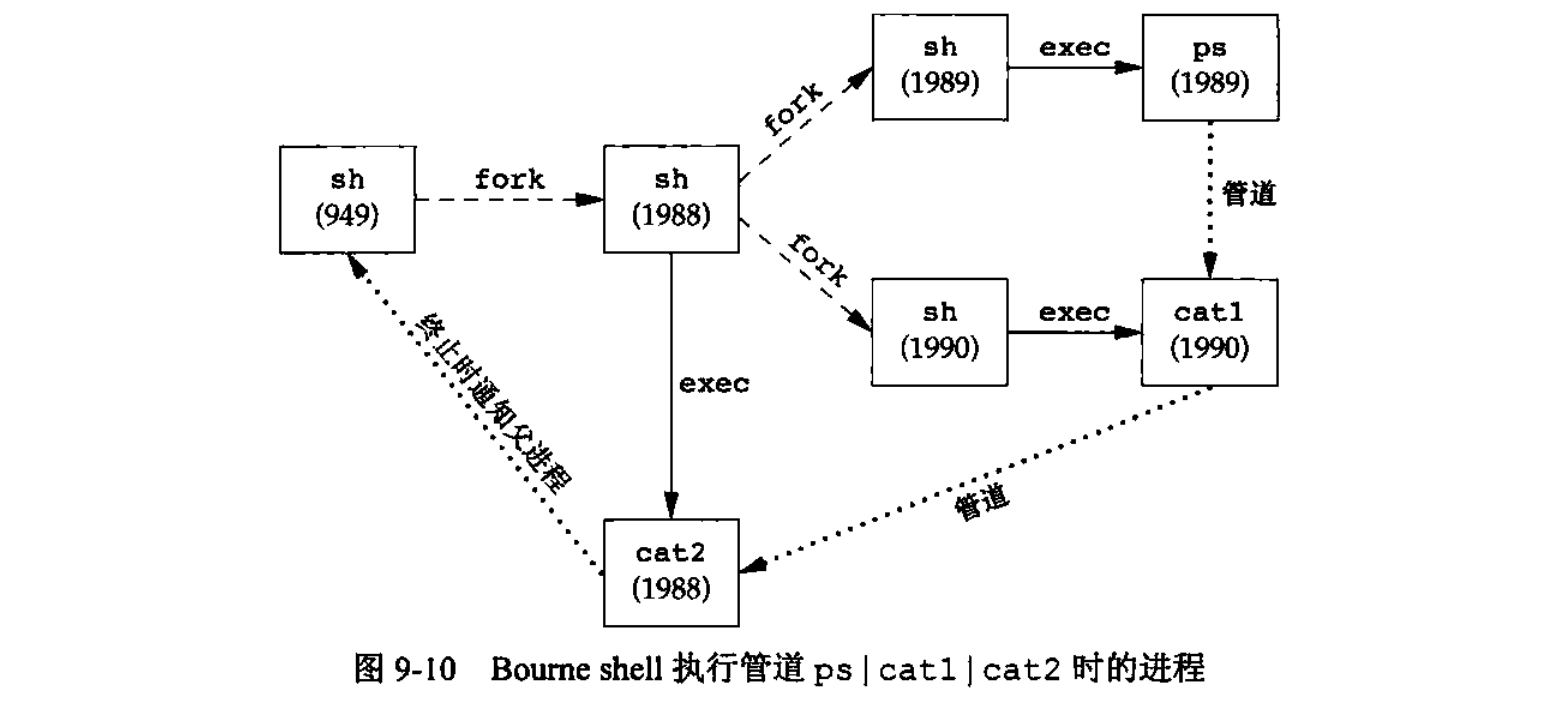 sh
(1989)
exec
ps
(1989)
fork
sh
(949)
fork
sh
(1988)
管道
fork
sh
(1990)
exec
cat1
(1990)
终止时通知父进程
exec
管道
cat2
(1988)
图 9-10 Bourne shell 执行管道 ps|cat1|cat2 时的进程